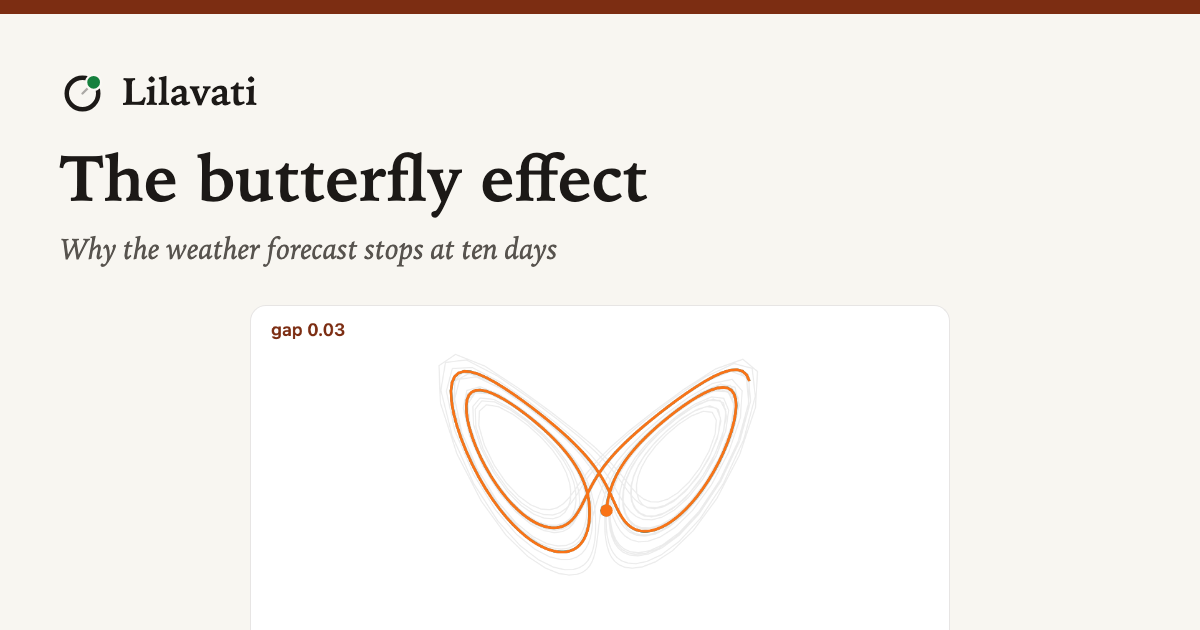 Lilavati
The butterfly effect
Why the weather forecast stops at ten days
gap 0.03